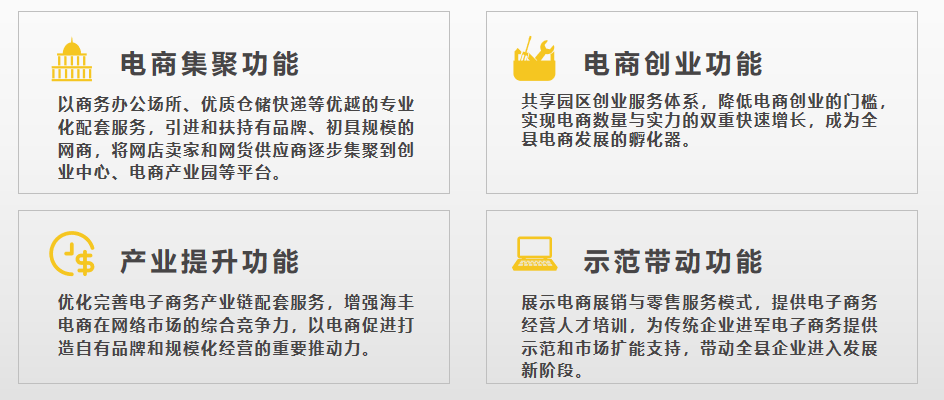 电商集聚功能
以商务办公场所、优质仓储快递等优越的专业
化配套服务，引进和扶持有品牌、初具规模的
网商，将网店卖家和网货供应商逐步集聚到创
业中心、电商产业园等平台。
电商创业功能
共享园区创业服务体系，降低电商创业的门槛，
实现电商数量与实力的双重快速增长，成为全
县电商发展的孵化器。
产业提升功能
优化完善电子商务产业链配套服务，增强海丰
电商在网络市场的综合竞争力，以电商促进打
造自有品牌和规模化经营的重要推动力。
示范带动功能
展示电商展销与零售服务模式，提供电子商务
经营人才培训，为传统企业进军电子商务提供
示范和市场扩能支持，带动全县企业进入发展
新阶段。